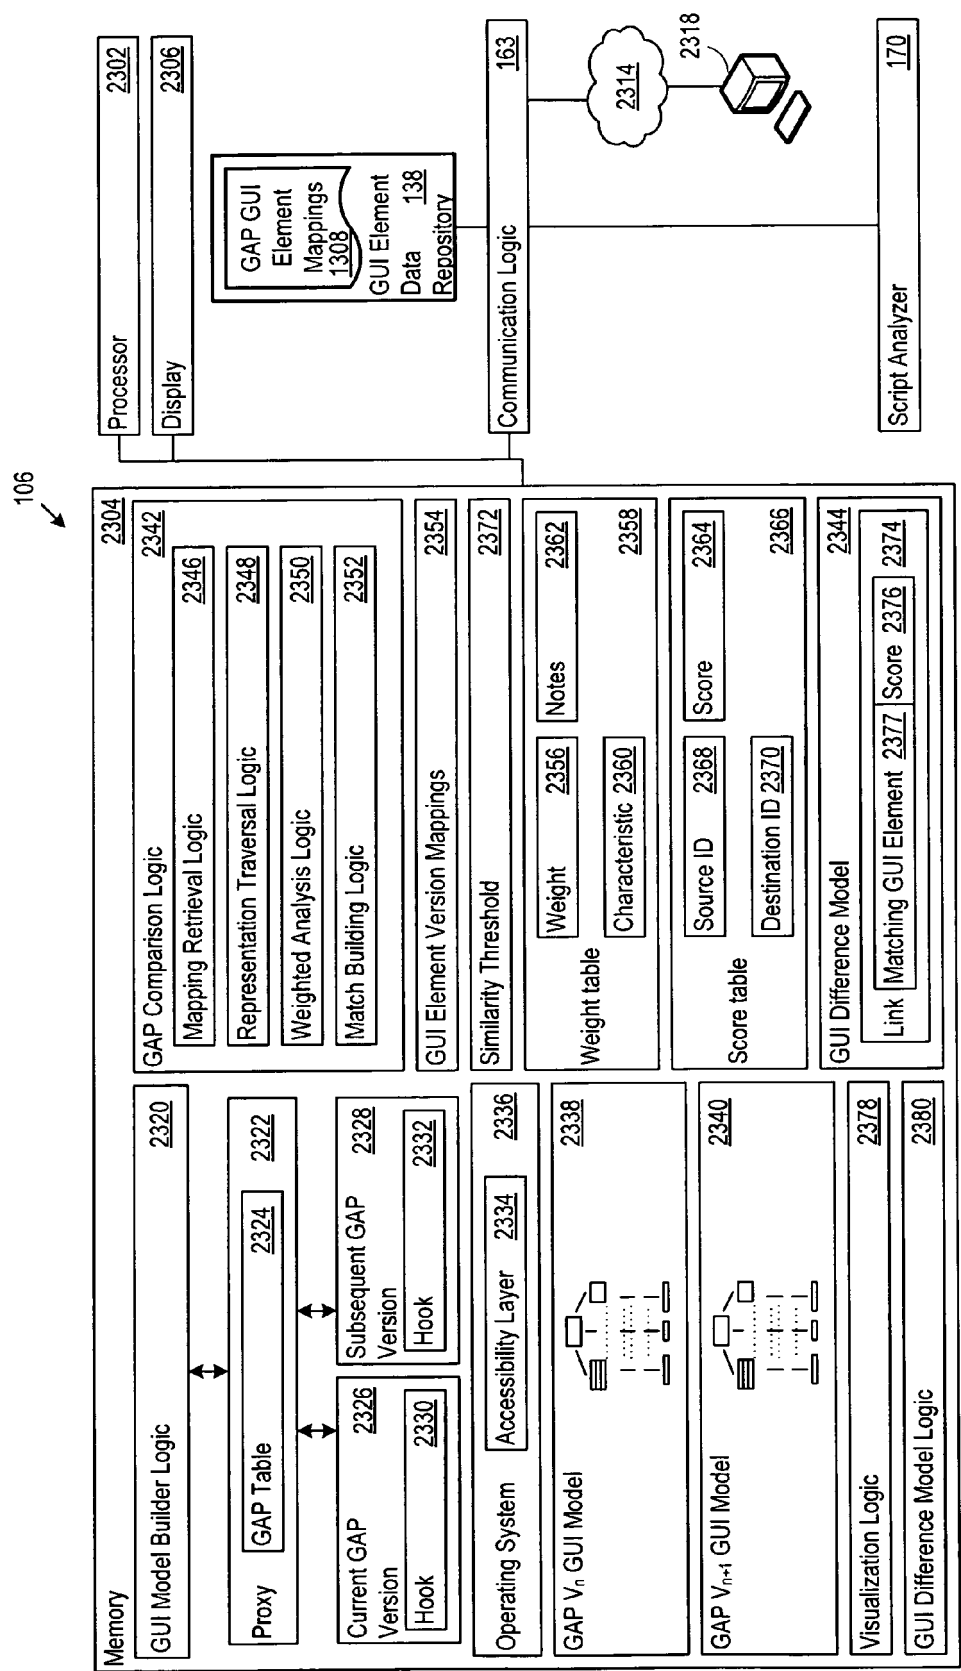 106
Memory
2304
GUI Model Builder Logic 2320
Proxy 2322
GAP Table 2324
Current GAP 2326
Version
Hook 2330
Subsequent GAP 2328
Version
Hook 2332
Operating System 2336
Accessibility Layer 2334
GAP Vn GUI Model 2338
GAP Vn+1 GUI Model 2340
Visualization Logic 2378
GUI Difference Model Logic 2380
GAP Comparison Logic 2342
Mapping Retrieval Logic 2346
Representation Traversal Logic 2348
Weighted Analysis Logic 2350
Match Building Logic 2352
GUI Element Version Mappings 2354
Similarity Threshold 2372
Weight 2356
Notes 2362
Characteristic 2360
Weight table 2358
Source ID 2368
Score 2364
Destination ID 2370
Score table 2366
GUI Difference Model 2344
Link Matching GUI Element 2377 Score 2376 2374
Processor 2302
Display 2306
GAP GUI
Element
Mappings
1308
GUI Element
Data 138
Repository
Communication Logic 163
2314
2318
Script Analyzer 170